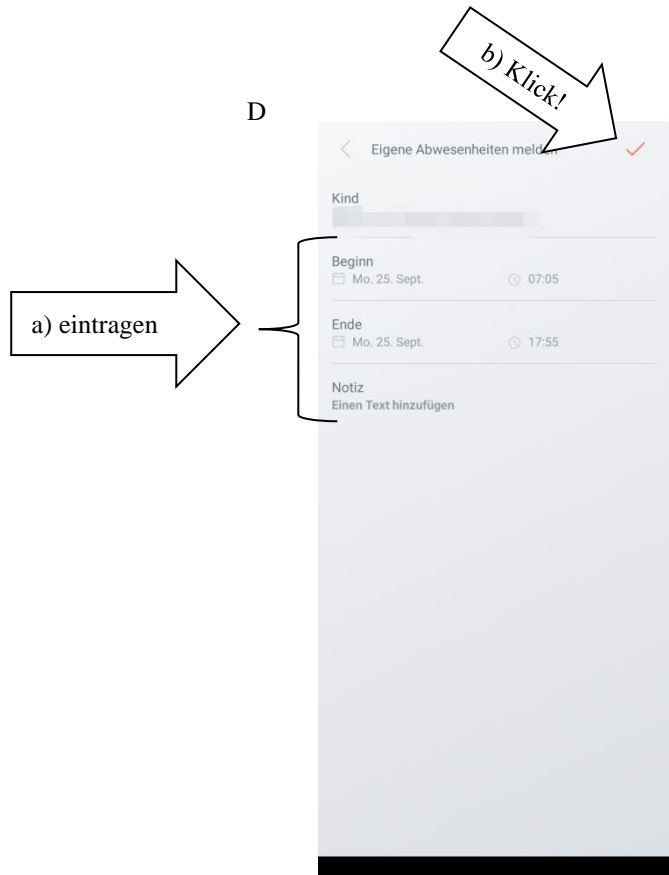 b) Klick!
D
Eigene Abwesenheiten melden
Kind
Beginn
Mo. 25. Sept. 07:05
a) eintragen
Ende
Mo. 25. Sept. 17:55
Notiz
Einen Text hinzufügen